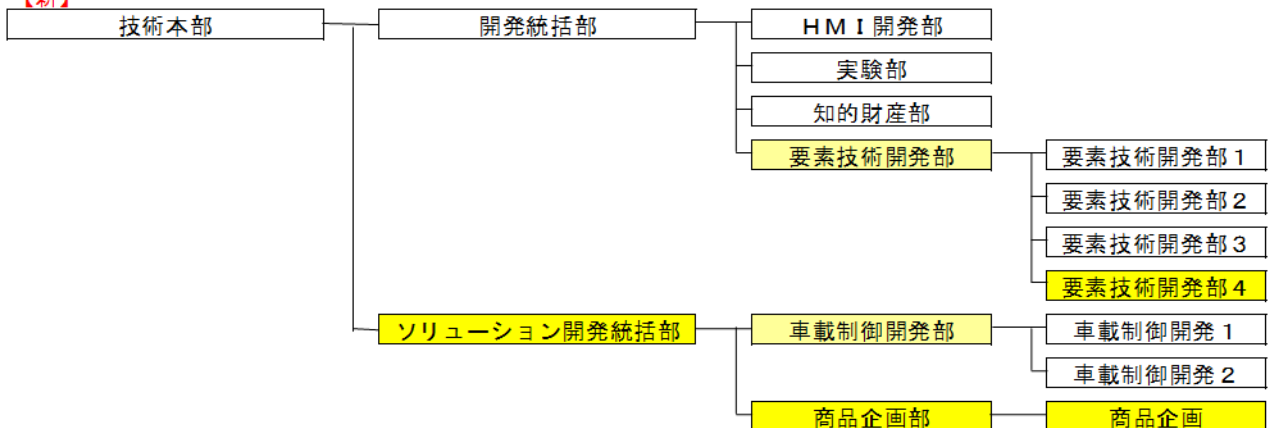 【新】
技術本部
開発統括部
ＨＭＩ開発部
実験部
知的財産部
要素技術開発部
要素技術開発部１
要素技術開発部２
要素技術開発部３
要素技術開発部４
ソリューション開発統括部
車載制御開発部
車載制御開発１
車載制御開発２
商品企画部
商品企画